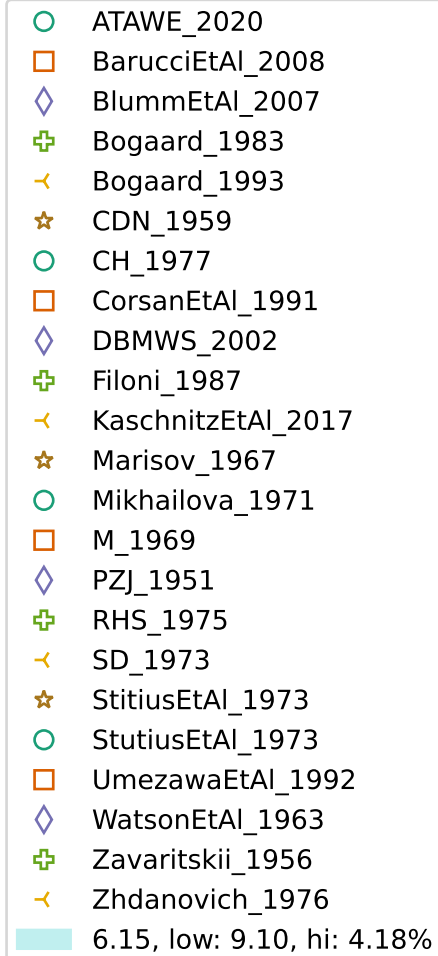 ATAWE_2020
BarucciEtAl_2008
BlummEtAl_2007
Bogaard_1983
Bogaard_1993
CDN_1959
CH_1977
CorsanEtAl_1991
DBMWS_2002
Filoni_1987
KaschnitzEtAl_2017
Marisov_1967
Mikhailova_1971
M_1969
PZJ_1951
RHS_1975
SD_1973
StitiusEtAl_1973
StutiusEtAl_1973
UmezawaEtAl_1992
WatsonEtAl_1963
Zavaritskii_1956
Zhdanovich_1976
6.15, low: 9.10, hi: 4.18%